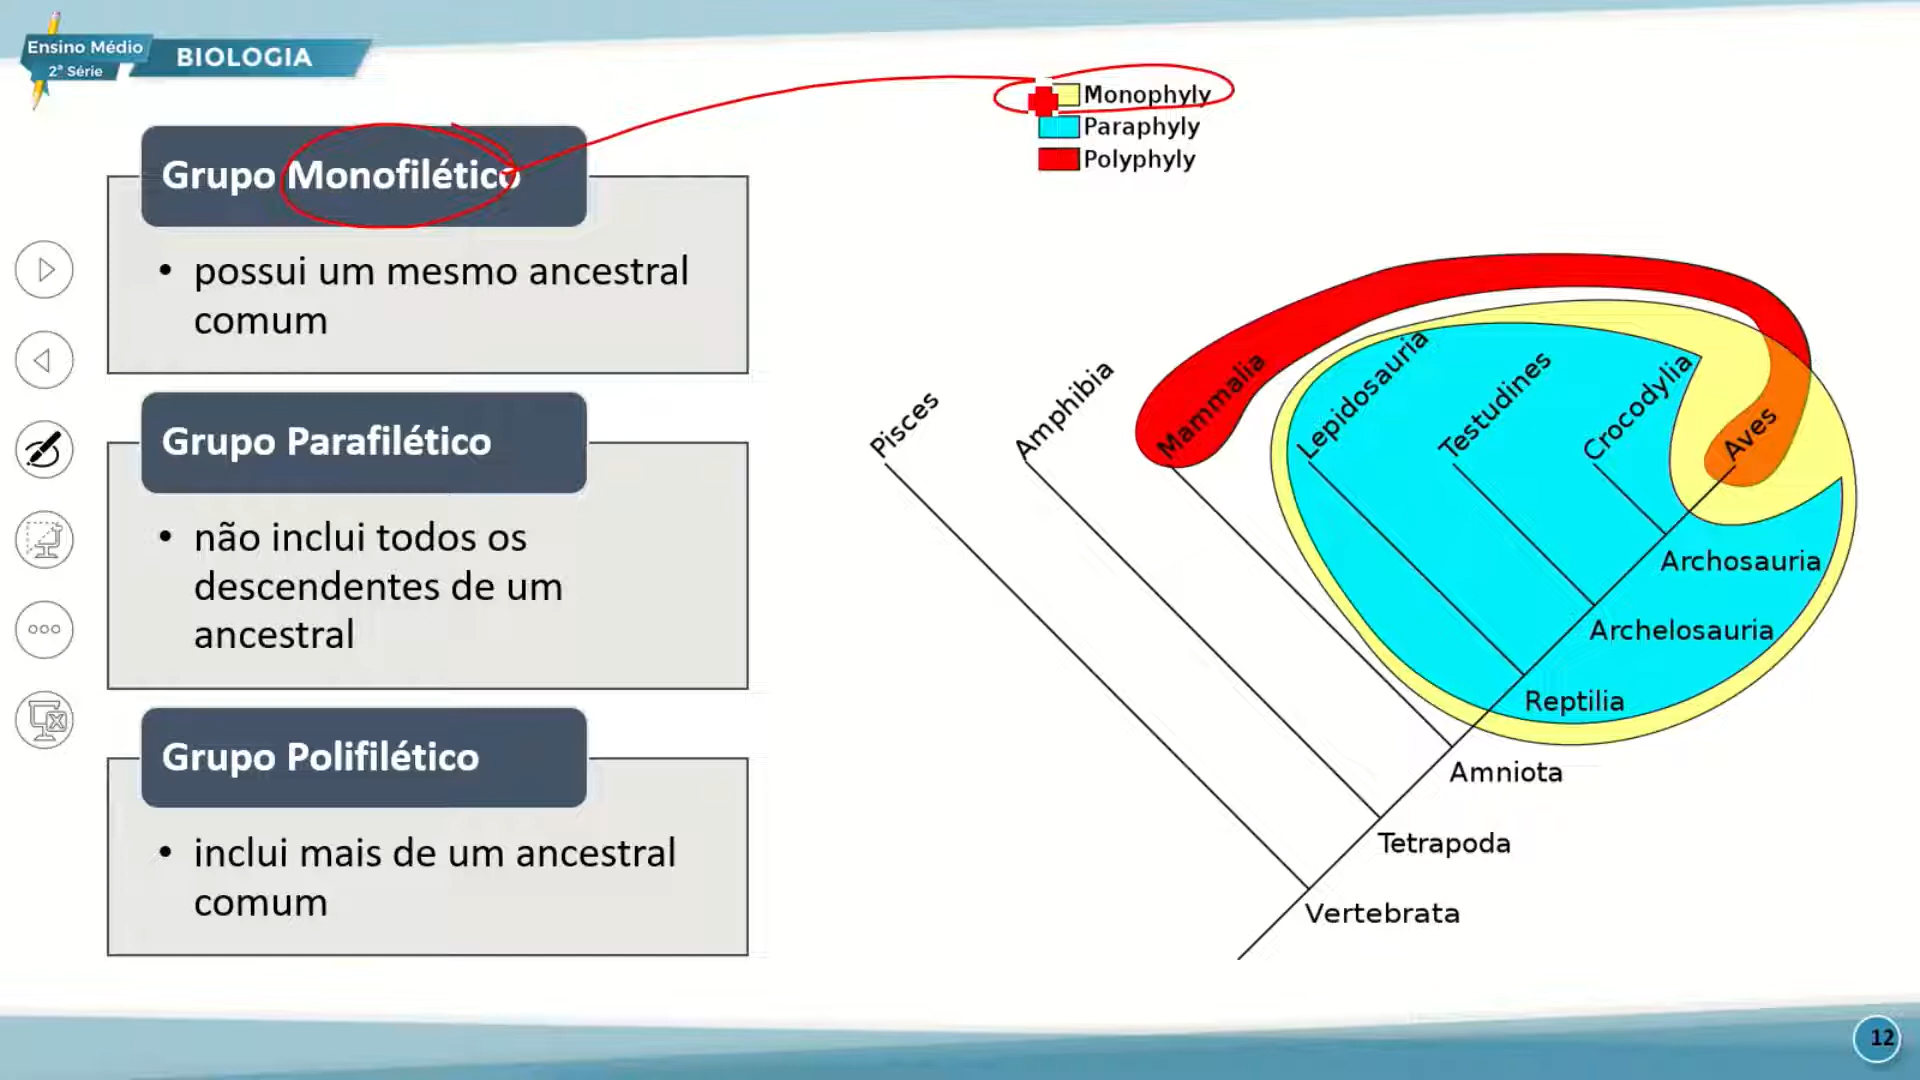 Ensino Médio
2ª Série
BIOLOGIA
Grupo Monofilético
• possui um mesmo ancestral
comum
Grupo Parafilético
• não inclui todos os
descendentes de um
ancestral
Grupo Polifilético
• inclui mais de um ancestral
comum
Monophyly
Paraphyly
Polyphyly
Pisces
Amphibia
Mammalia
Lepidosauria
Testudines
Crocodylia
Aves
Archosauria
Archelosauria
Reptilia
Amniota
Tetrapoda
Vertebrata
12